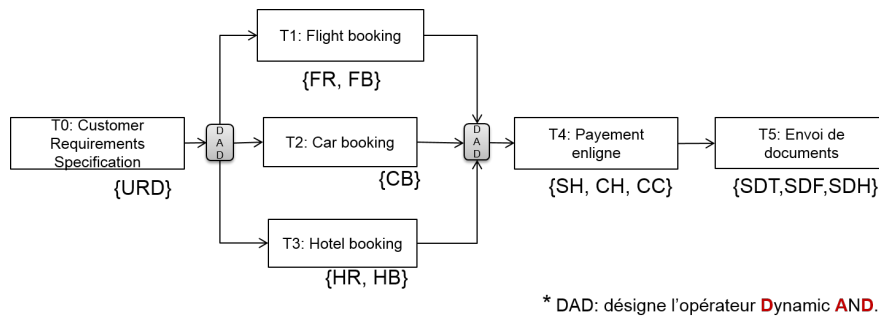 T1: Flight booking
{FR, FB}
T0: Customer
Requirements
Specification
{URD}
D
A
D
T2: Car booking
{CB}
D
A
D
T4: Payement
enligne
{SH, CH, CC}
T5: Envoi de
documents
{SDT,SDF,SDH}
T3: Hotel booking
{HR, HB}
* DAD: désigne l'opérateur Dynamic AND.